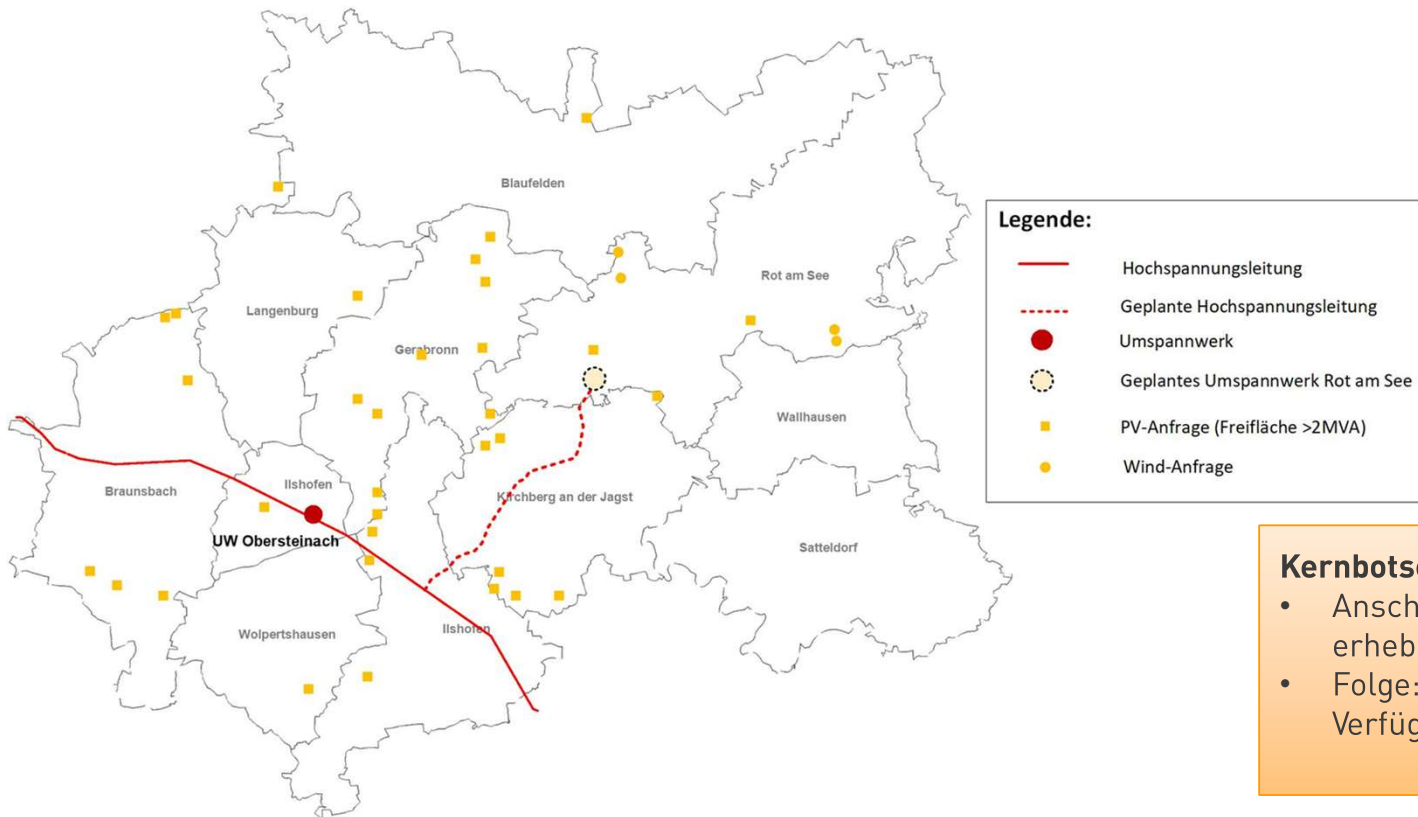 Blaufelden
Rot am See
Langenburg
Gerabronn
Wallhausen
Ilshofen
Braunsbach
Kirchberg an der Jagst
UW Obersteinach
Satteldorf
Wolpertshausen
Ilshofen
Legende:
Hochspannungsleitung
Geplante Hochspannungsleitung
Umspannwerk
Geplantes Umspannwerk Rot am See
PV-Anfrage (Freifläche >2MVA)
Wind-Anfrage
• Ansch
erheb
• Folge:
Verfüg